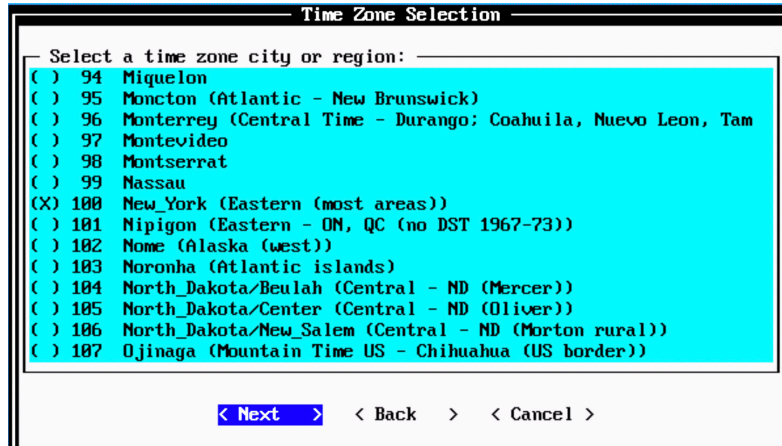 Time Zone Selection
Select a time zone city or region:
( ) 94 Miquelon
( ) 95 Moncton (Atlantic - New Brunswick)
( ) 96 Monterrey (Central Time - Durango; Coahuila, Nuevo Leon, Tam
( ) 97 Montevideo
( ) 98 Montserrat
( ) 99 Nassau
(X) 100 New_York (Eastern (most areas))
( ) 101 Nipigon (Eastern - ON, QC (no DST 1967-73))
( ) 102 Nome (Alaska (west))
( ) 103 Noronha (Atlantic islands)
( ) 104 North_Dakota/Beulah (Central - ND (Mercer))
( ) 105 North_Dakota/Center (Central - ND (Oliver))
( ) 106 North_Dakota/New_Salem (Central - ND (Morton rural))
( ) 107 Ojinaga (Mountain Time US - Chihuahua (US border))
< Next > < Back > < Cancel >